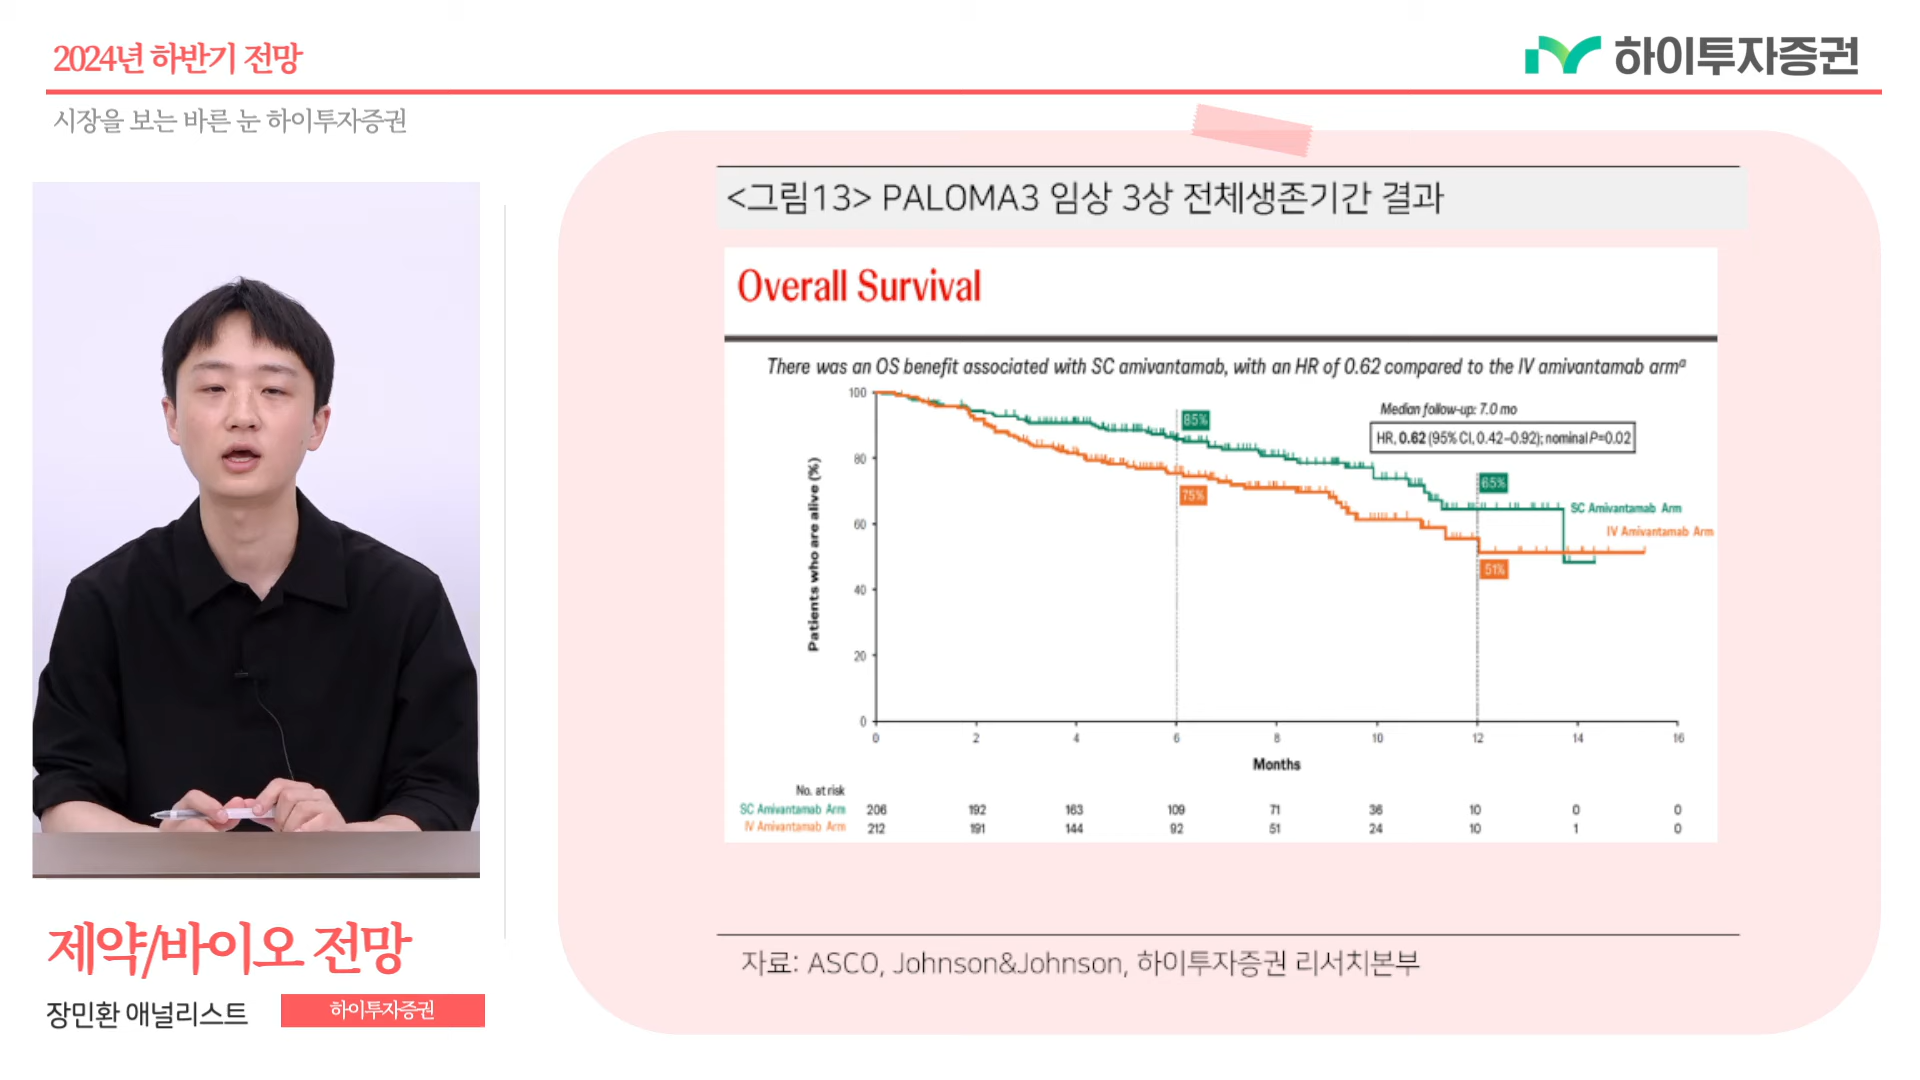 2024년 하반기 전망
하이투자증권
시장을 보는 바른 눈 하이투자증권
<그림13> PALOMA3 임상 3상 전체생존기간 결과
Overall Survival
There was an OS benefit associated with SC amivantamab, with an HR of 0.62 compared to the IV amivantamab armª
Median follow-up: 7.0 mo
HR, 0.62 (95% CI, 0.42–0.92); nominal P=0.02
Patients who are alive (%)
100
80
60
40
20
0
85%
75%
65%
51%
SC Amivantamab Arm
IV Amivantamab Arm
0 2 4 6 8 10 12 14 16
Months
No. at risk
SC Amivantamab Arm 206 192 163 109 71 36 10 0 0
IV Amivantamab Arm 212 191 144 92 51 24 10 1 0
자료: ASCO, Johnson&Johnson, 하이투자증권 리서치본부
제약/바이오 전망
장민환 애널리스트 하이투자증권